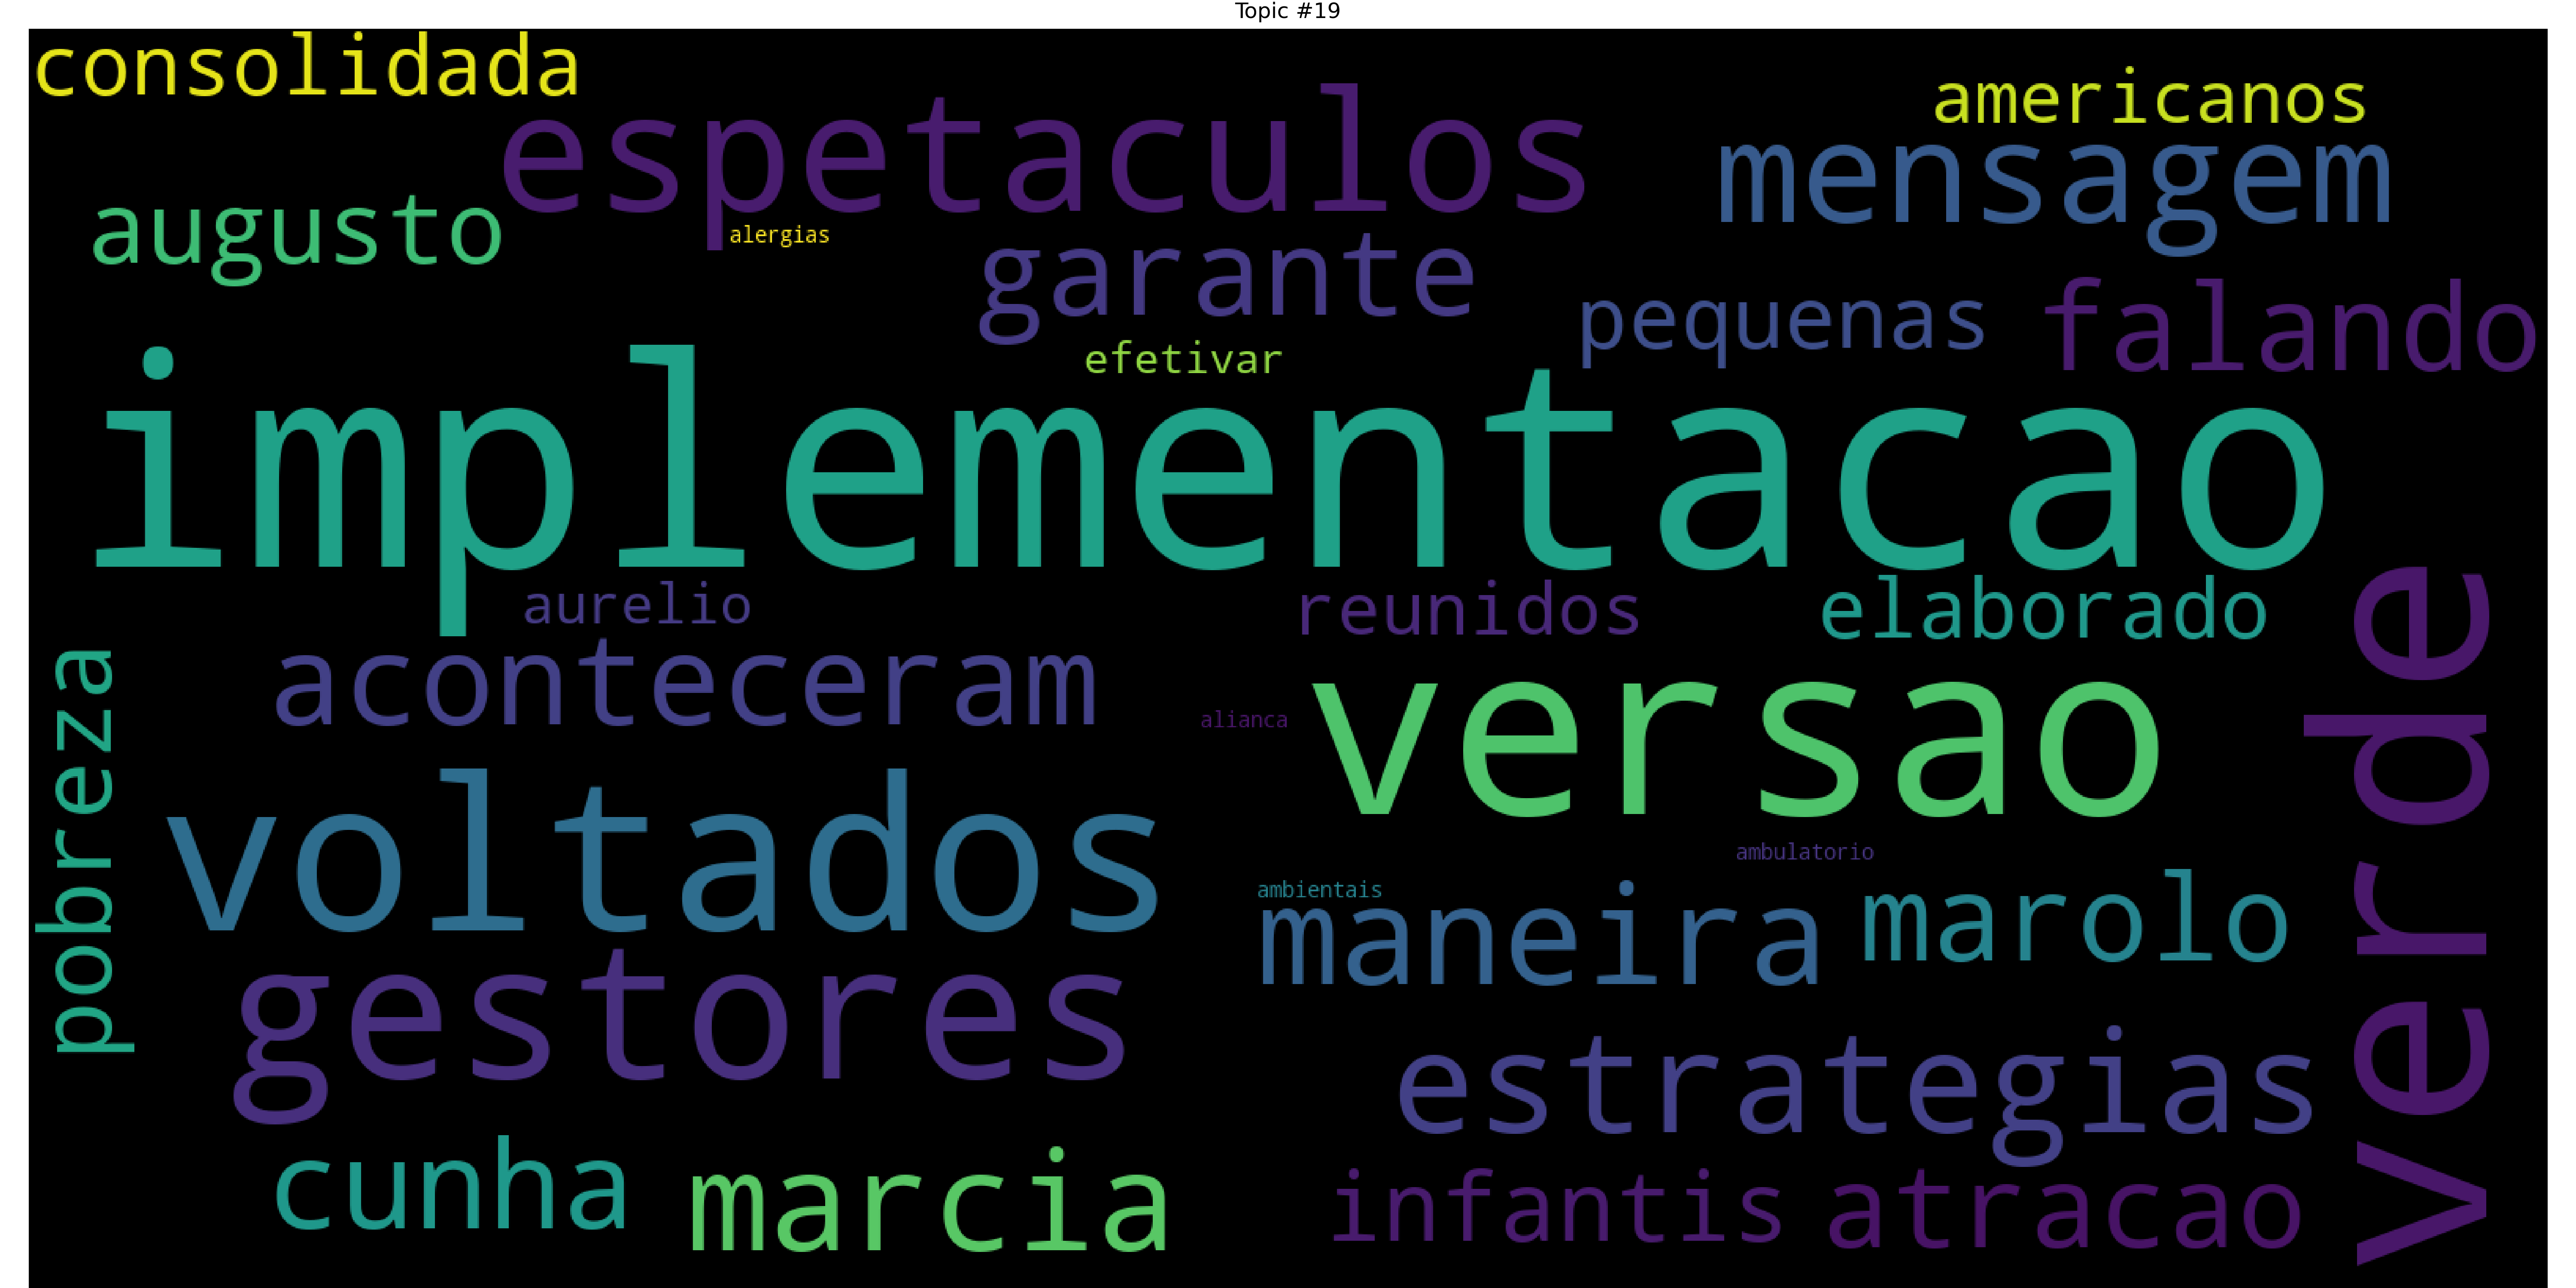 Topic #19
consolidada
americanos
espetaculos
mensagem
augusto
alergias
garante
pequenas
falando
efetivar
implementacao
aurelio
reunidos
elaborado
pobreza
aconteceram
alianca
versao
verde
voltados
ambulatorio
ambientais
maneira
marolo
gestores
estrategias
cunha
marcia
infantis
atracao